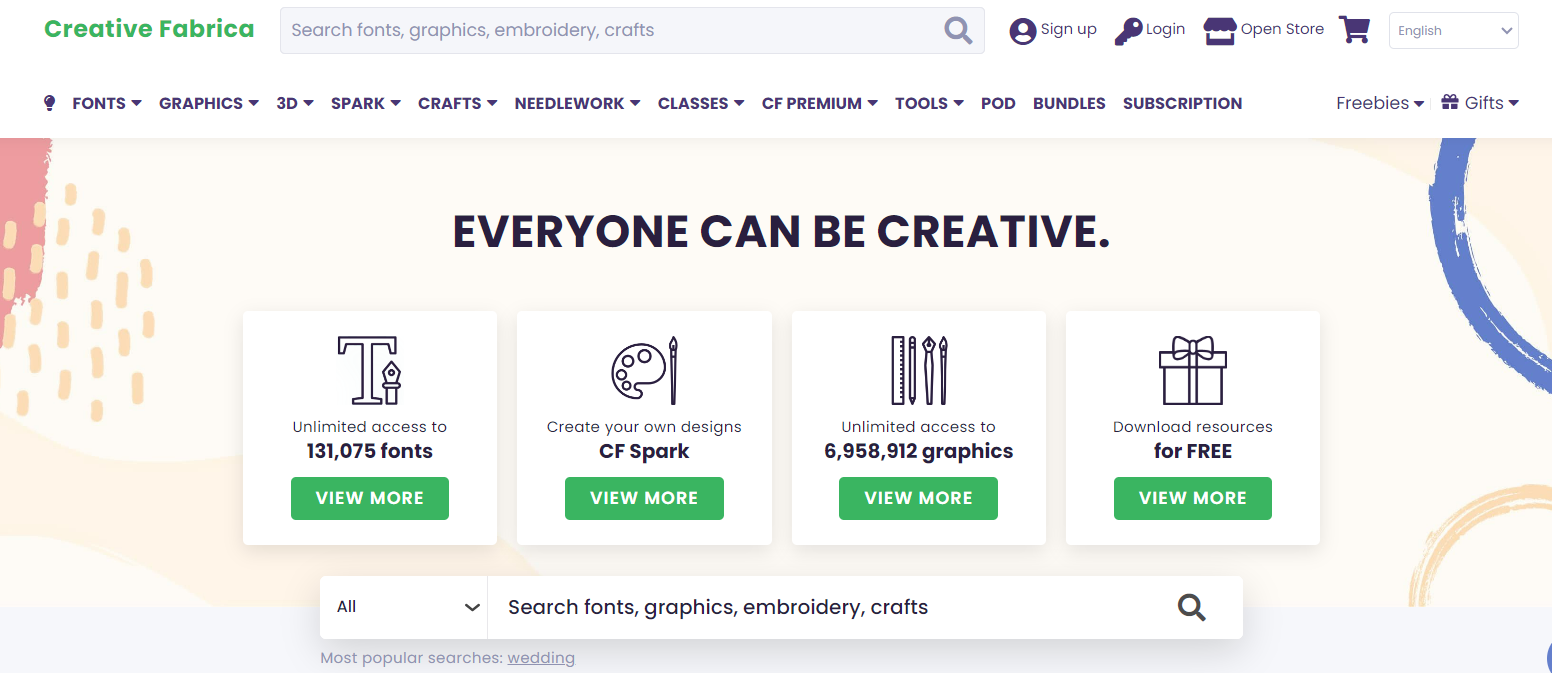 Creative Fabrica
Search fonts, graphics, embroidery, crafts
Sign up
Login
Open Store
English
FONTS GRAPHICS 3D SPARK CRAFTS NEEDLEWORK CLASSES CF PREMIUM TOOLS POD BUNDLES SUBSCRIPTION
Freebies
Gifts
EVERYONE CAN BE CREATIVE.
Unlimited access to
131,075 fonts
VIEW MORE
Create your own designs
CF Spark
VIEW MORE
Unlimited access to
6,958,912 graphics
VIEW MORE
Download resources
for FREE
VIEW MORE
All
Search fonts, graphics, embroidery, crafts
Most popular searches: wedding